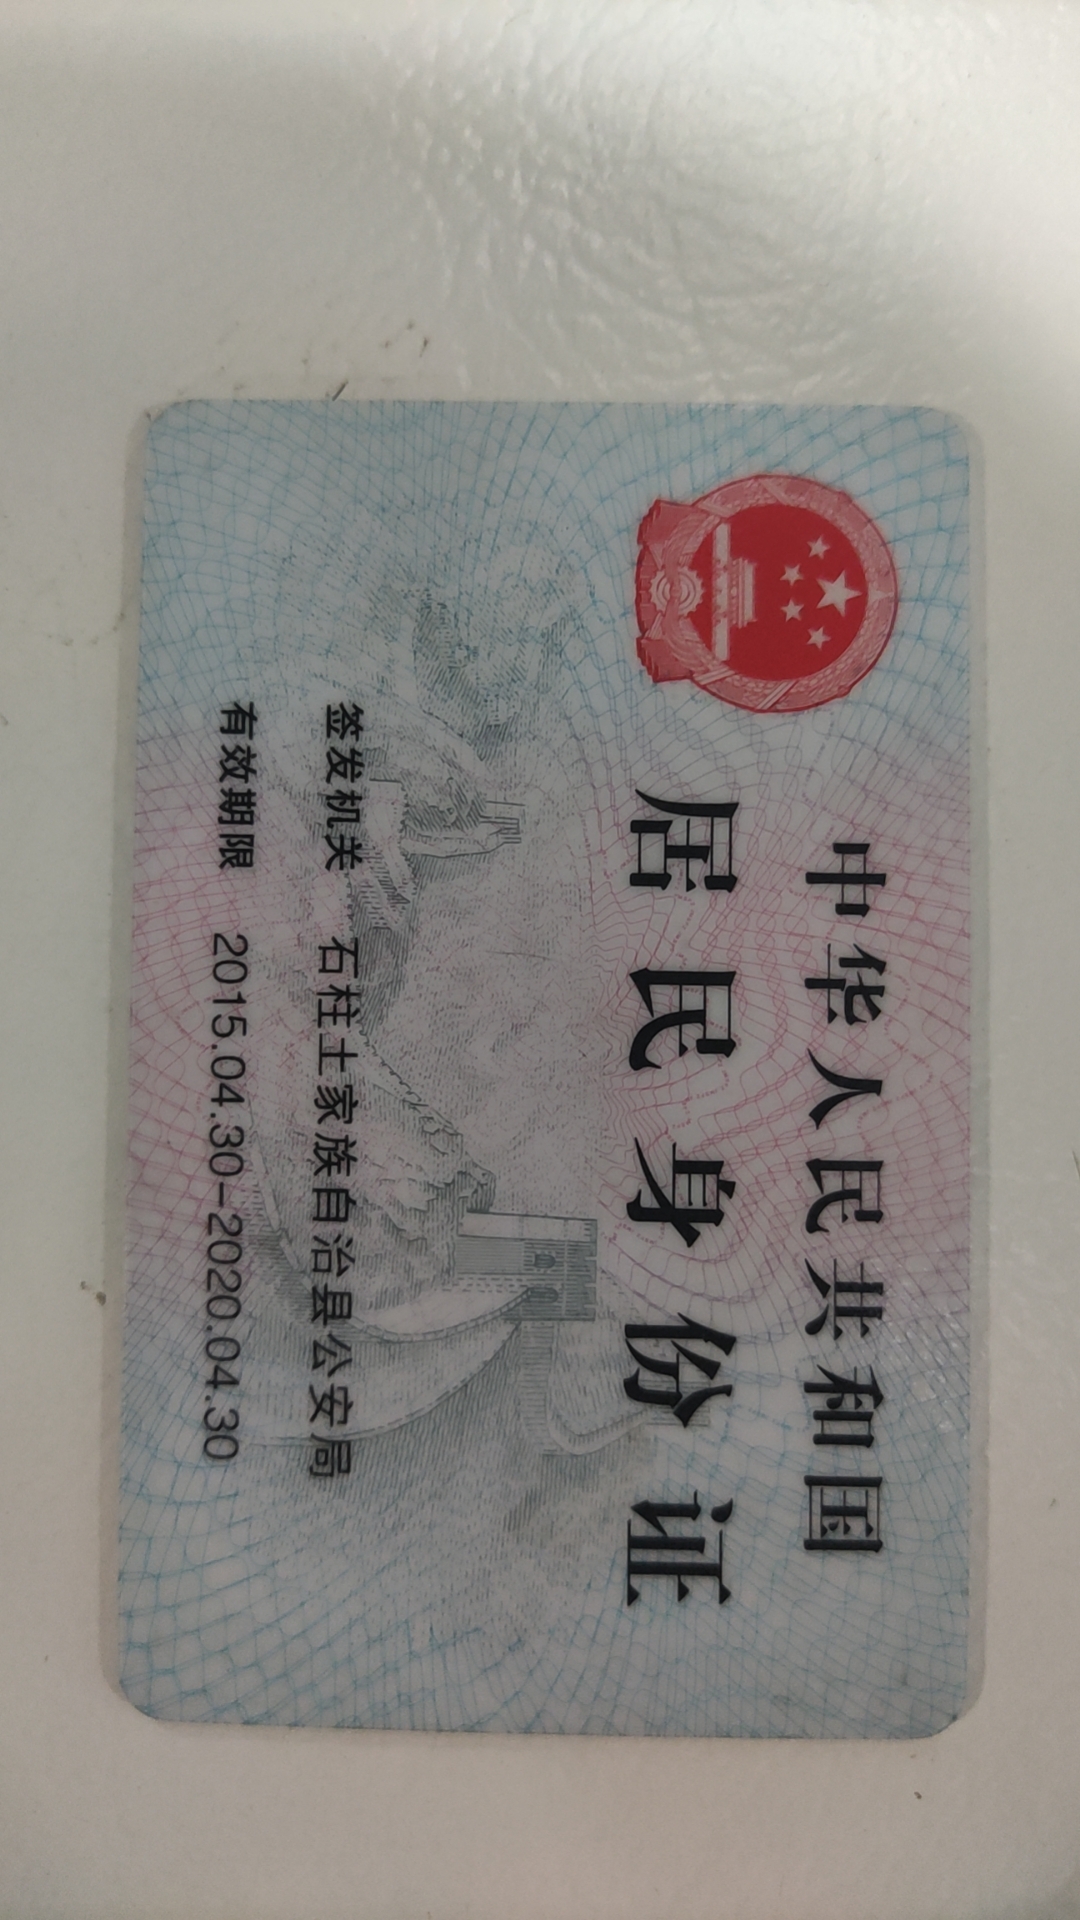 中华人民共和国
居民身份证
签发机关 石柱土家族自治县公安局
有效期限 2015.04.30-2020.04.30